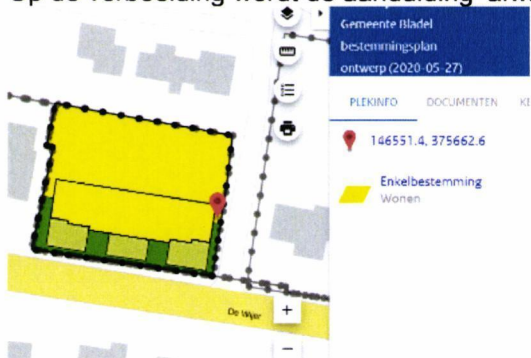 Gemeente Bladel
bestemmingsplan
ontwerp (2020-05-27)
PLEKINFO DOCUMENTEN
146551.4, 375662.6
Enkelbestemming
Wonen
De Wijer
+
−